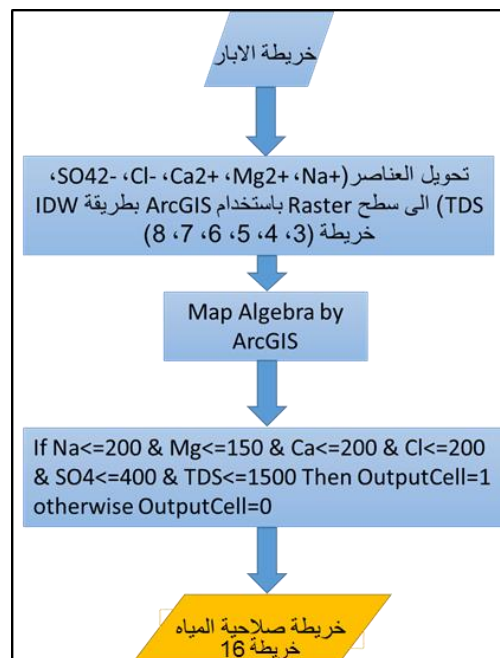 خريطة الابار
تحويل العناصر(Na+‎، Mg2+‎، Ca2+‎، Cl-‎، SO42-‎،
TDS) الى سطح Raster باستخدام ArcGIS بطريقة IDW
خريطة (3، 4، 5، 6، 7، 8)
Map Algebra by
ArcGIS
If Na<=200 & Mg<=150 & Ca<=200 & Cl<=200
& SO4<=400 & TDS<=1500 Then OutputCell=1
otherwise OutputCell=0
خريطة صلاحية المياه
خريطة 16